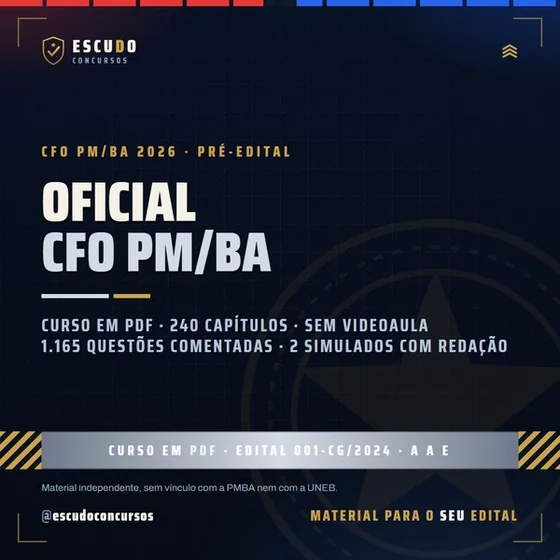 ESCUDO
CONCURSOS
CFO PM/BA 2026 · PRÉ-EDITAL
OFICIAL
CFO PM/BA
CURSO EM PDF · 240 CAPÍTULOS · SEM VIDEOAULA
1.165 QUESTÕES COMENTADAS · 2 SIMULADOS COM REDAÇÃO
CURSO EM PDF · EDITAL 001-CG/2024 · A A E
Material independente, sem vínculo com a PMBA nem com a UNEB.
@escudoconcursos
MATERIAL PARA O SEU EDITAL